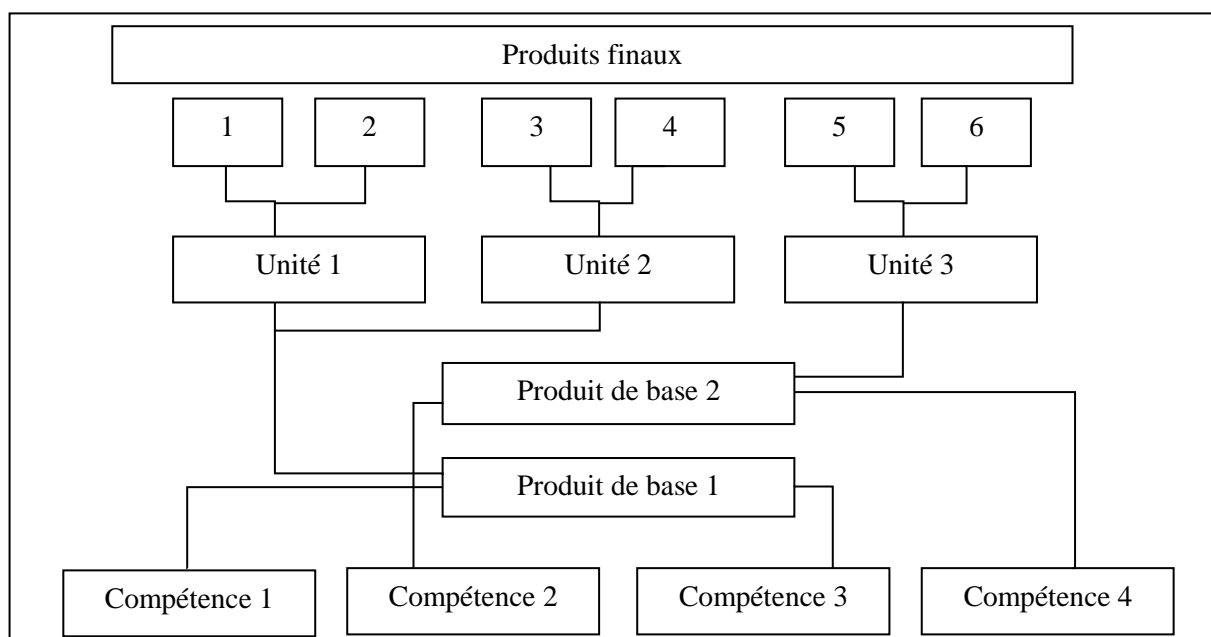 Produits finaux
1 2 3 4 5 6
Unité 1 Unité 2 Unité 3
Produit de base 2
Produit de base 1
Compétence 1 Compétence 2 Compétence 3 Compétence 4